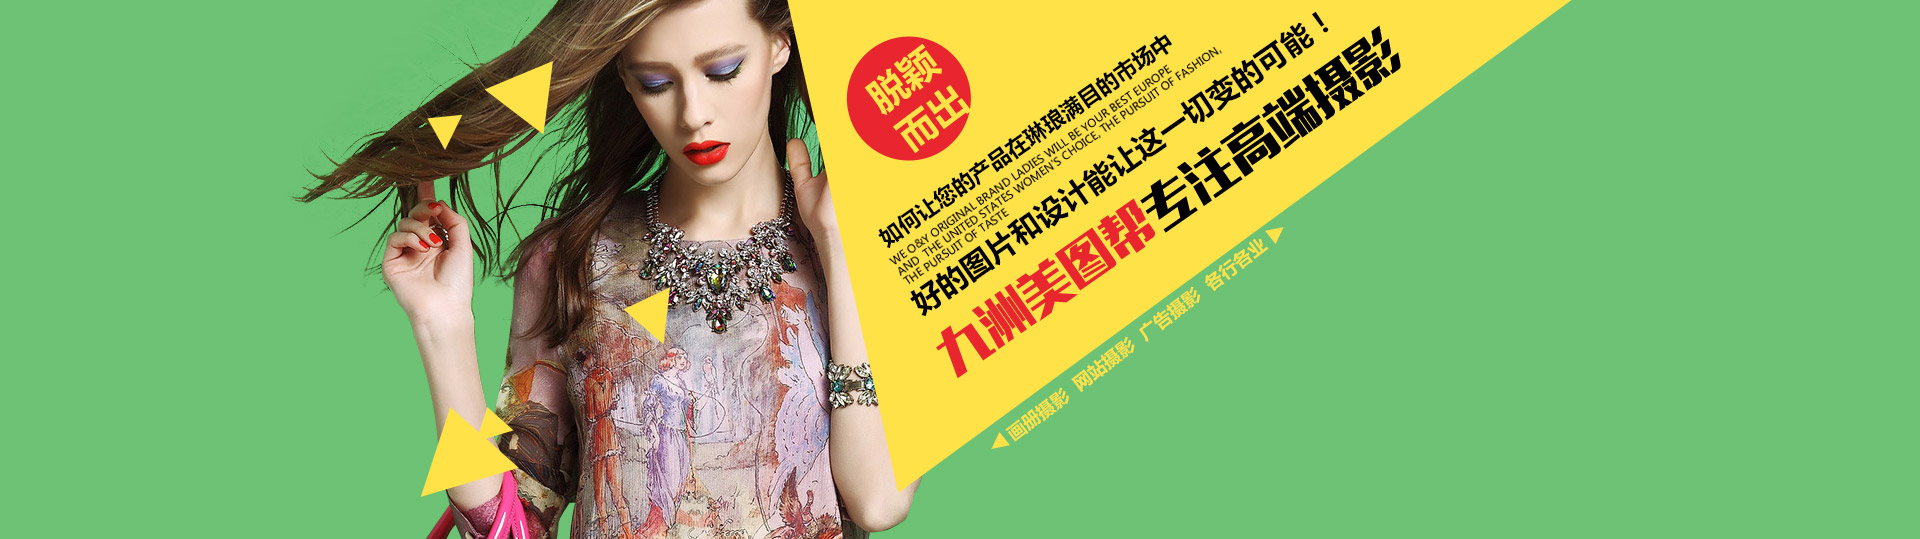 脱颖
而出
如何让您的产品在琳琅满目的市场中
WE O&Y ORIGINAL BRAND LADIES WILL BE YOUR BEST EUROPE
AND THE UNITED STATES WOMEN'S CHOICE, THE PURSUIT OF FASHION,
THE PURSUIT OF TASTE
好的图片和设计能让这一切变的可能！
九洲美图帮专注高端摄影
画册摄影 网站摄影 广告摄影 各行各业